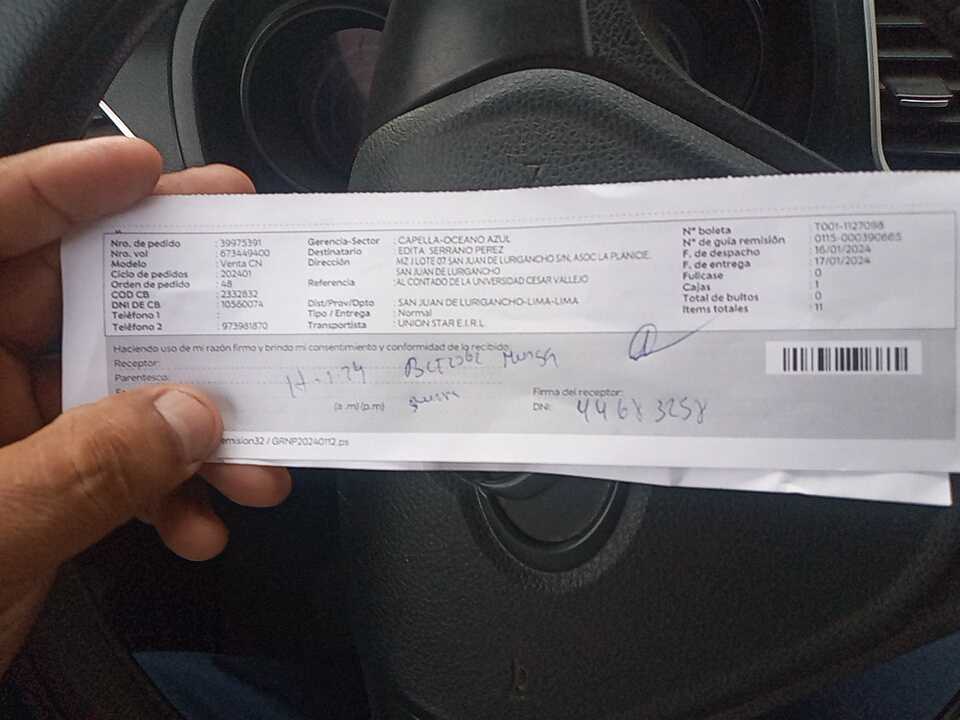 Nro. de pedido : 39975391
Nro. vol : 673449400
Modelo : Venta CN
Ciclo de pedidos : 202401
Orden de pedido : 48
COD CB : 2332832
DNI DE CB : 10560074
Teléfono 1 :
Teléfono 2 : 973981870
Gerencia-Sector : CAPELLA-OCEANO AZUL
Destinatario : EDITA SERRANO PEREZ
Dirección : MZ J LOTE 07 SAN JUAN DE LURIGANCHO S/N, ASOC. LA PLANICIE,
SAN JUAN DE LURIGANCHO
Referencia : AL CONTADO DE LA UNIVERSIDAD CESAR VALLEJO
Dist/Prav/Dpto : SAN JUAN DE LURIGANCHO-LIMA-LIMA
Tipo / Entrega : Normal
Transportista : UNION STAR E.I.R.L
N° boleta : T001-1127098
N° de guía remisión : 0115-000390665
F. de despacho : 16/01/2024
F. de entrega : 17/01/2024
Fullcase : 0
Cajas : 1
Total de bultos : 0
Items totales : 11
Haciendo uso de mi razón firmo y brindo mi consentimiento y conformidad de lo recibido:
Receptor:
Parentesco:
(a .m) (p.m)
Firma del receptor:
DNI: 44683258
emision32 / GRNP20240112.ps